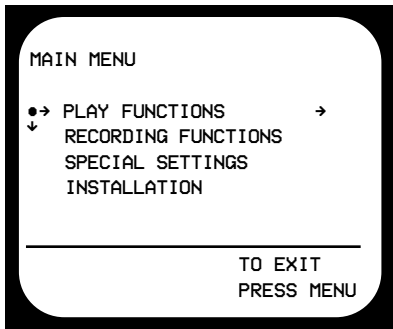 MAIN MENU
PLAY FUNCTIONS
RECORDING FUNCTIONS
SPECIAL SETTINGS
INSTALLATION
TO EXIT
PRESS MENU